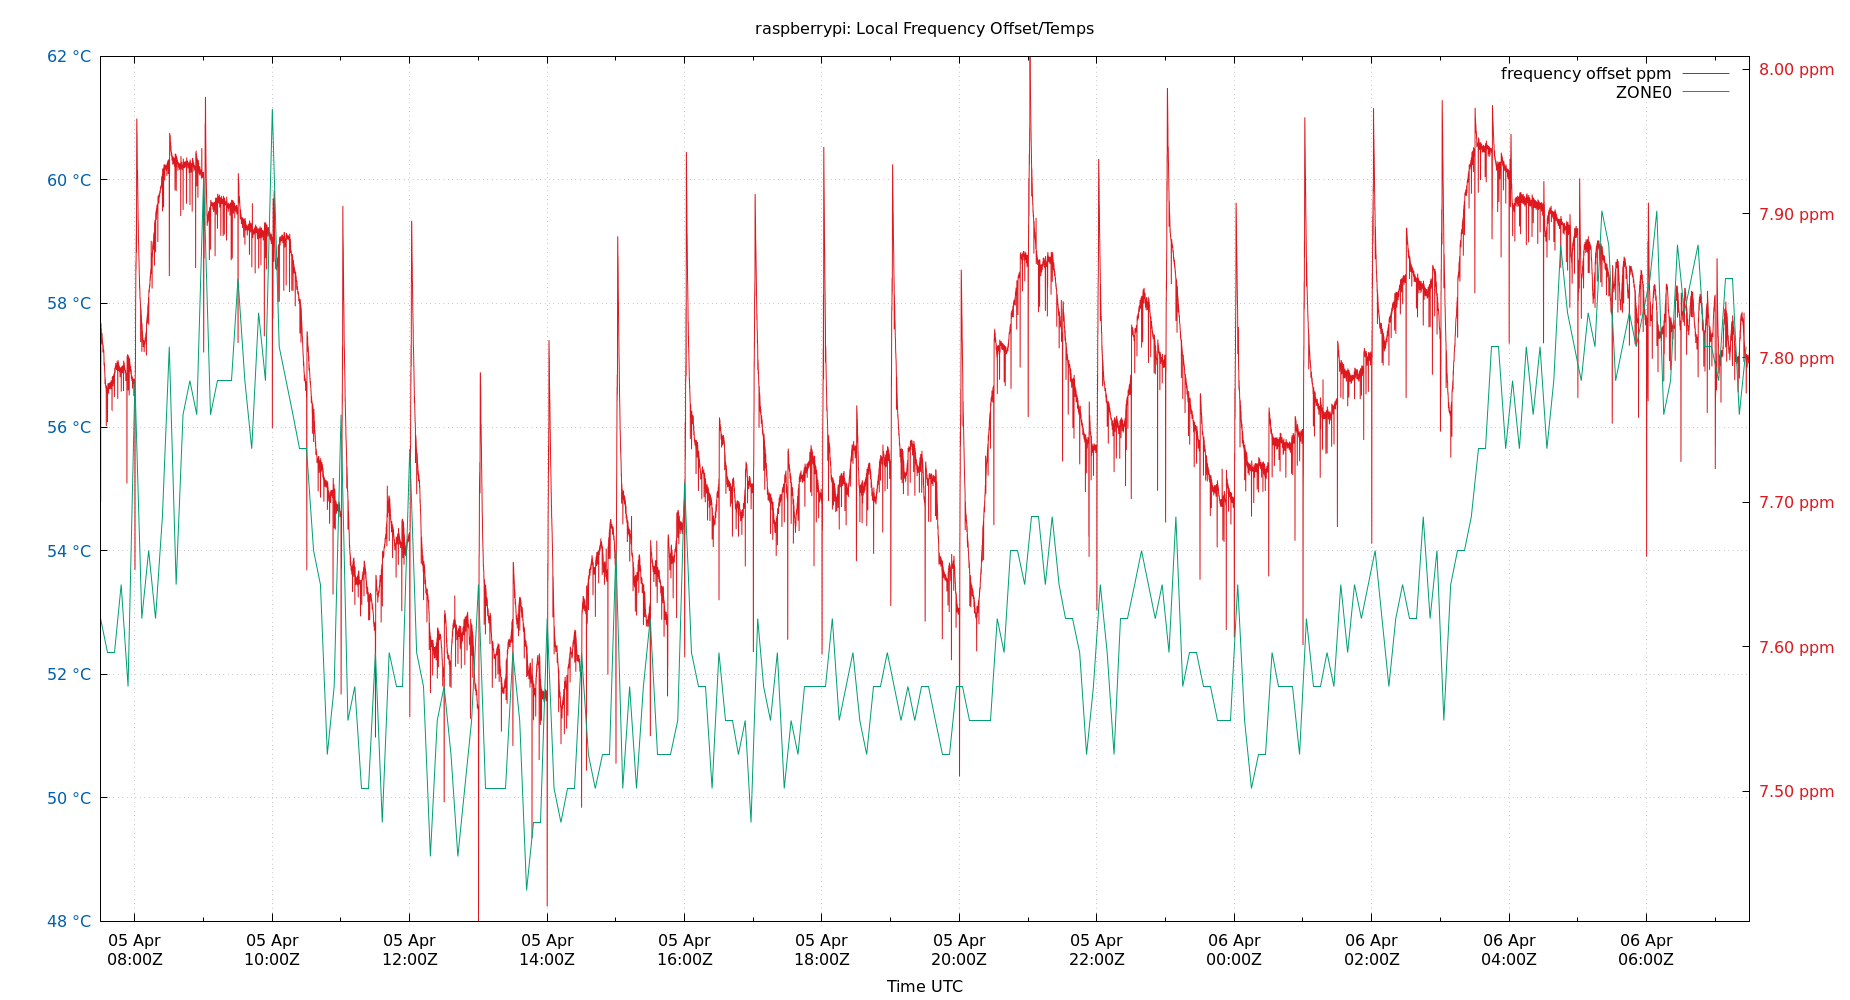 raspberrypi: Local Frequency Offset/Temps
62 °C
60 °C
58 °C
56 °C
54 °C
52 °C
50 °C
48 °C
8.00 ppm
7.90 ppm
7.80 ppm
7.70 ppm
7.60 ppm
7.50 ppm
frequency offset ppm
ZONE0
05 Apr
08:00Z
05 Apr
10:00Z
05 Apr
12:00Z
05 Apr
14:00Z
05 Apr
16:00Z
05 Apr
18:00Z
05 Apr
20:00Z
05 Apr
22:00Z
06 Apr
00:00Z
06 Apr
02:00Z
06 Apr
04:00Z
06 Apr
06:00Z
Time UTC